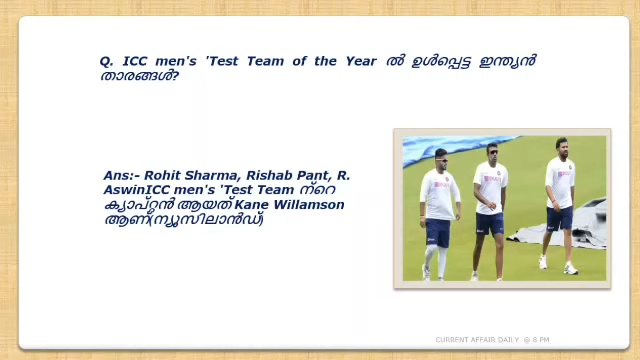 Q. ICC men's 'Test Team of the Year ൽ ഉൾപ്പെട്ട ഇന്ത്യൻ
താരങ്ങൾ?
Ans:- Rohit Sharma, Rishab Pant, R.
AswinICC men's 'Test Team ന്റെ
ക്യാപ്റ്റൻ ആയത് Kane Willamson
ആണ്(ന്യൂസിലാൻഡ്)
CURRENT AFFAIR DAILY @ 8 PM